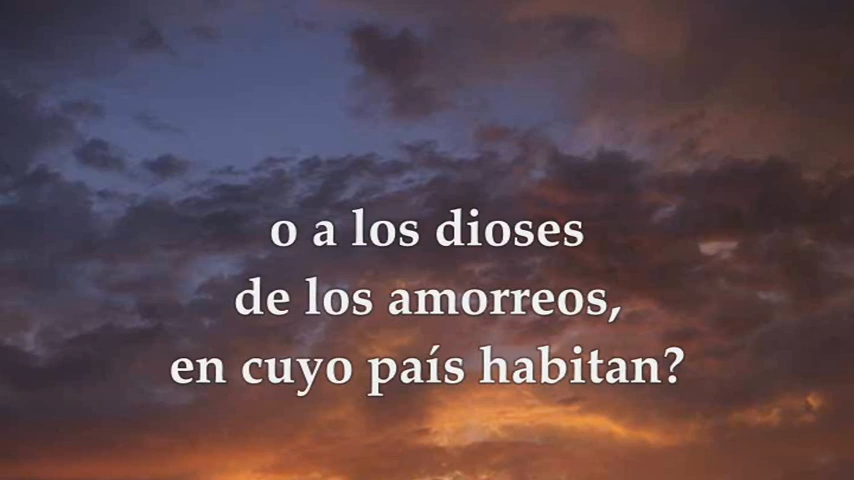 o a los dioses
de los amorreos,
en cuyo país habitan?